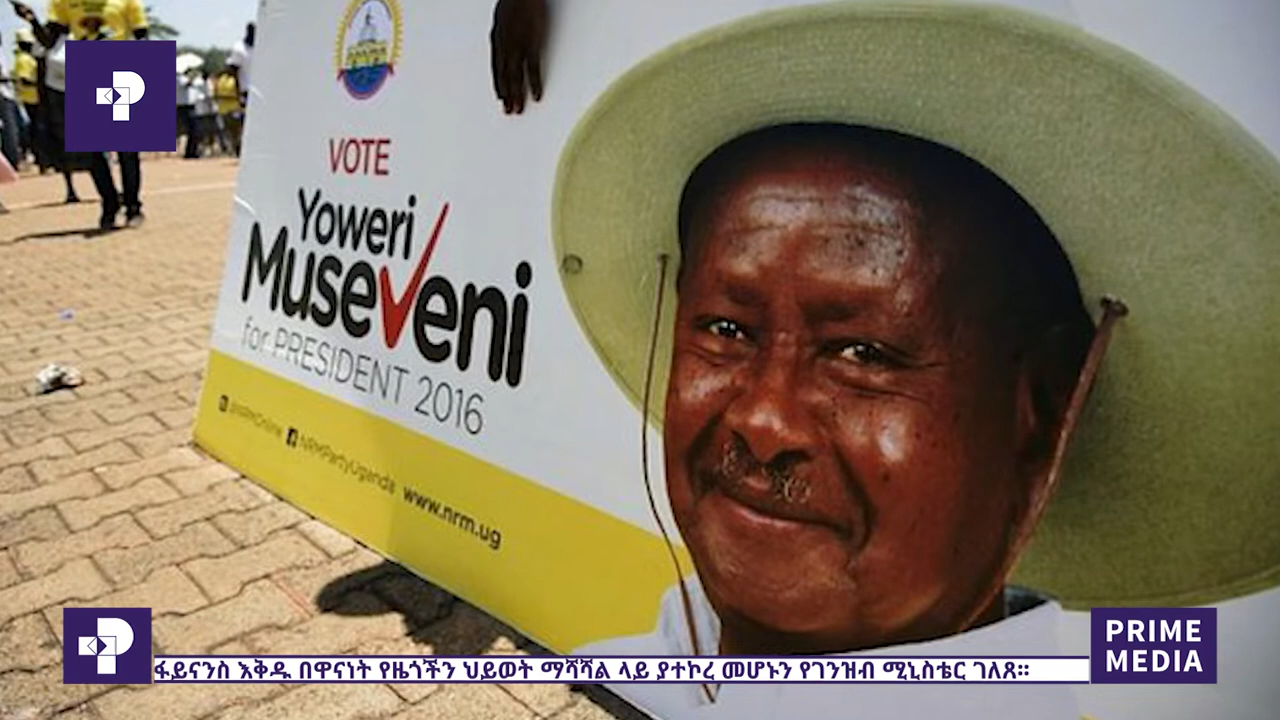 VOTE
Yoweri
Museveni
for PRESIDENT 2016
NRMPartyUganda www.nrm.ug
ፋይናንስ እቅዱ በዋናነት የዜጎችን ህይወት ማሻሻል ላይ ያተኮረ መሆኑን የገንዝብ ሚኒስቴር ገለጸ።
PRIME
MEDIA